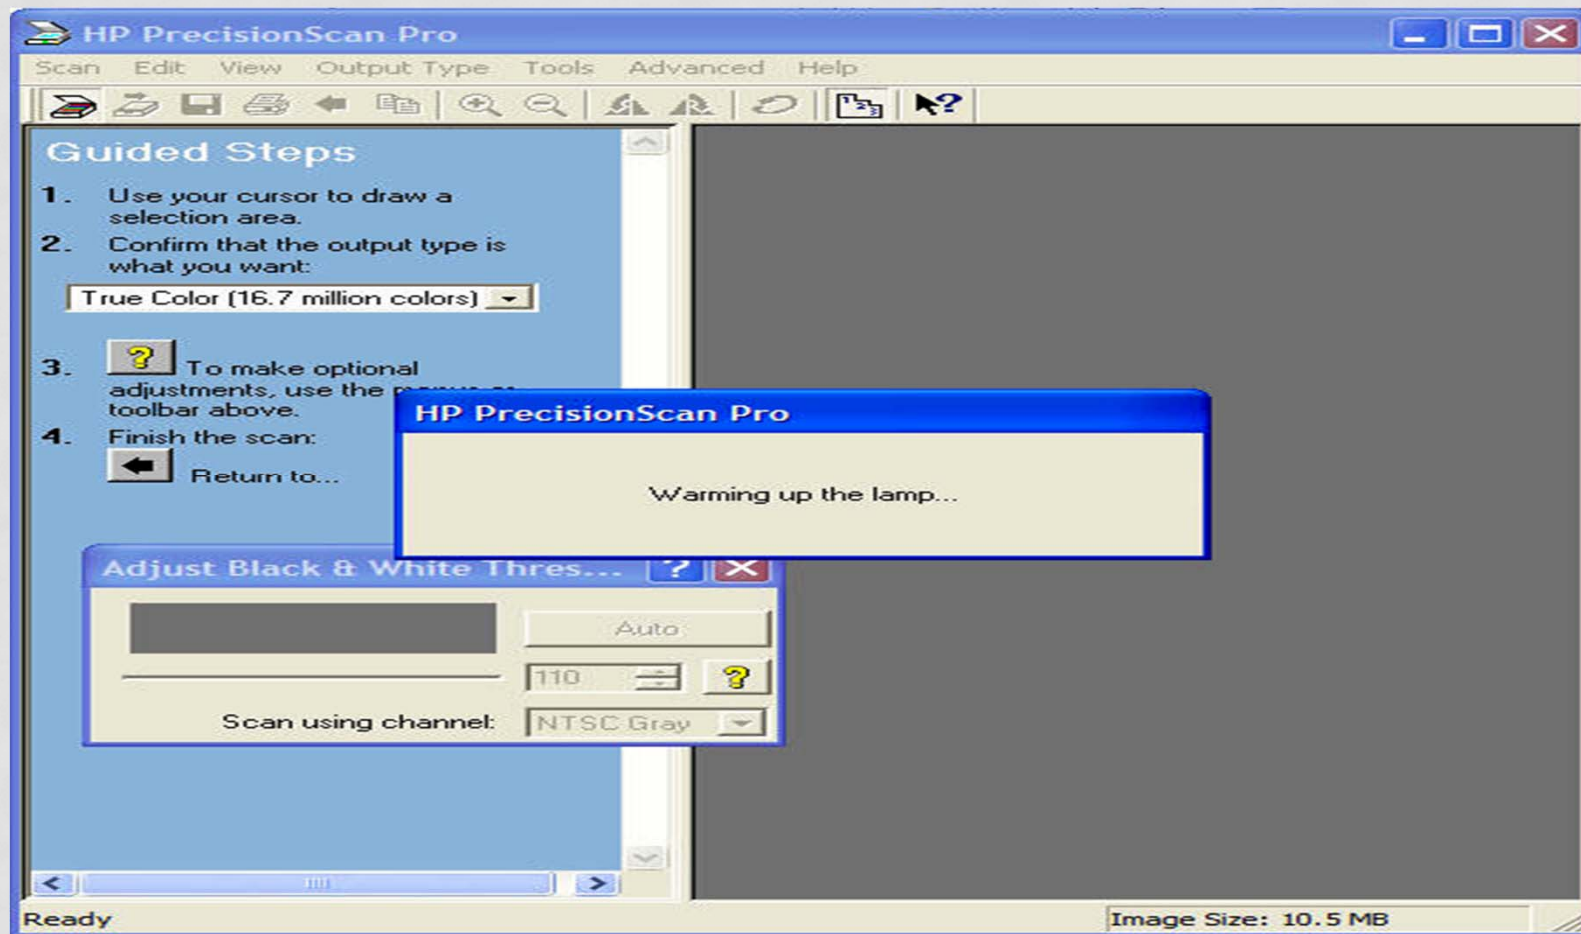 HP PrecisionScan Pro
Scan Edit View Output Type Tools Advanced Help
Guided Steps
1. Use your cursor to draw a
selection area.
2. Confirm that the output type is
what you want:
True Color (16.7 million colors)
3. To make optional
adjustments, use the
toolbar above.
4. Finish the scan:
Return to...
HP PrecisionScan Pro
Warming up the lamp...
Adjust Black & White Thres...
Auto
110
Scan using channel: NTSC Gray
Ready
Image Size: 10.5 MB